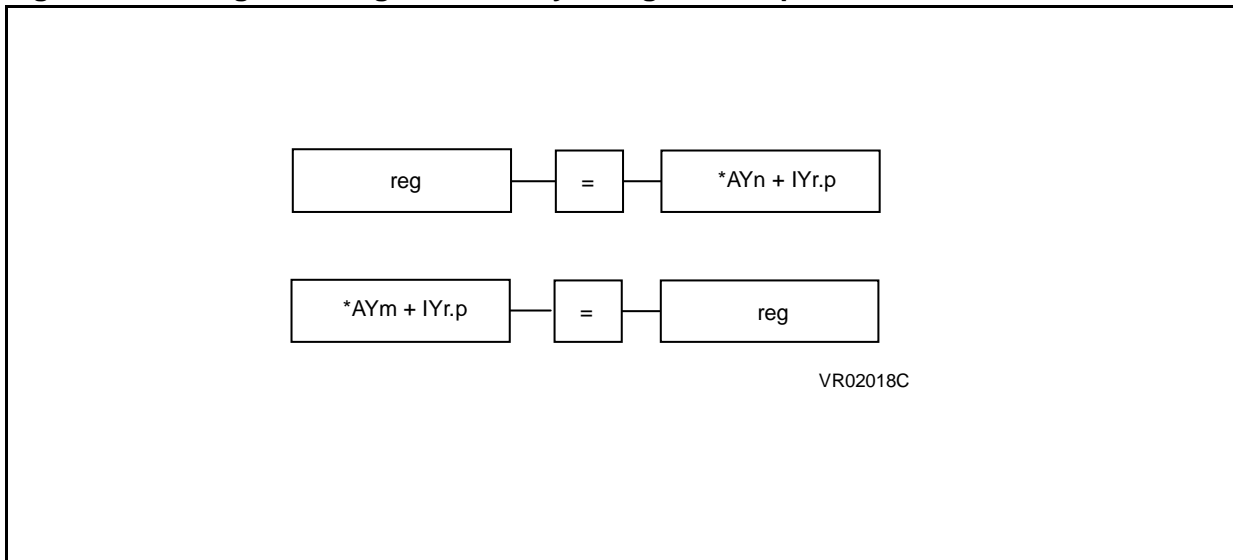 reg = *AYn + IYr.p
*AYm + IYr.p = reg
VR02018C